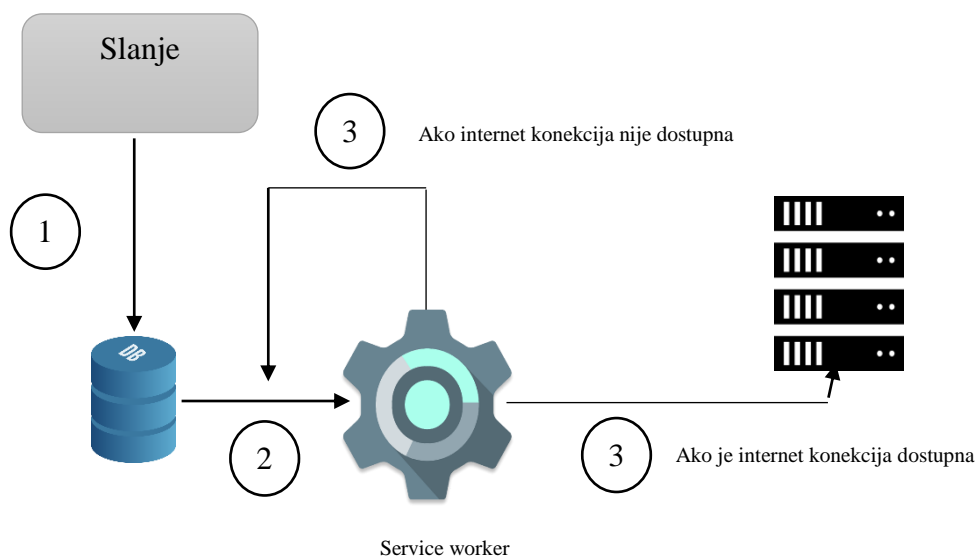 Slanje
3
Ako internet konekcija nije dostupna
1
DB
2
3
Ako je internet konekcija dostupna
Service worker